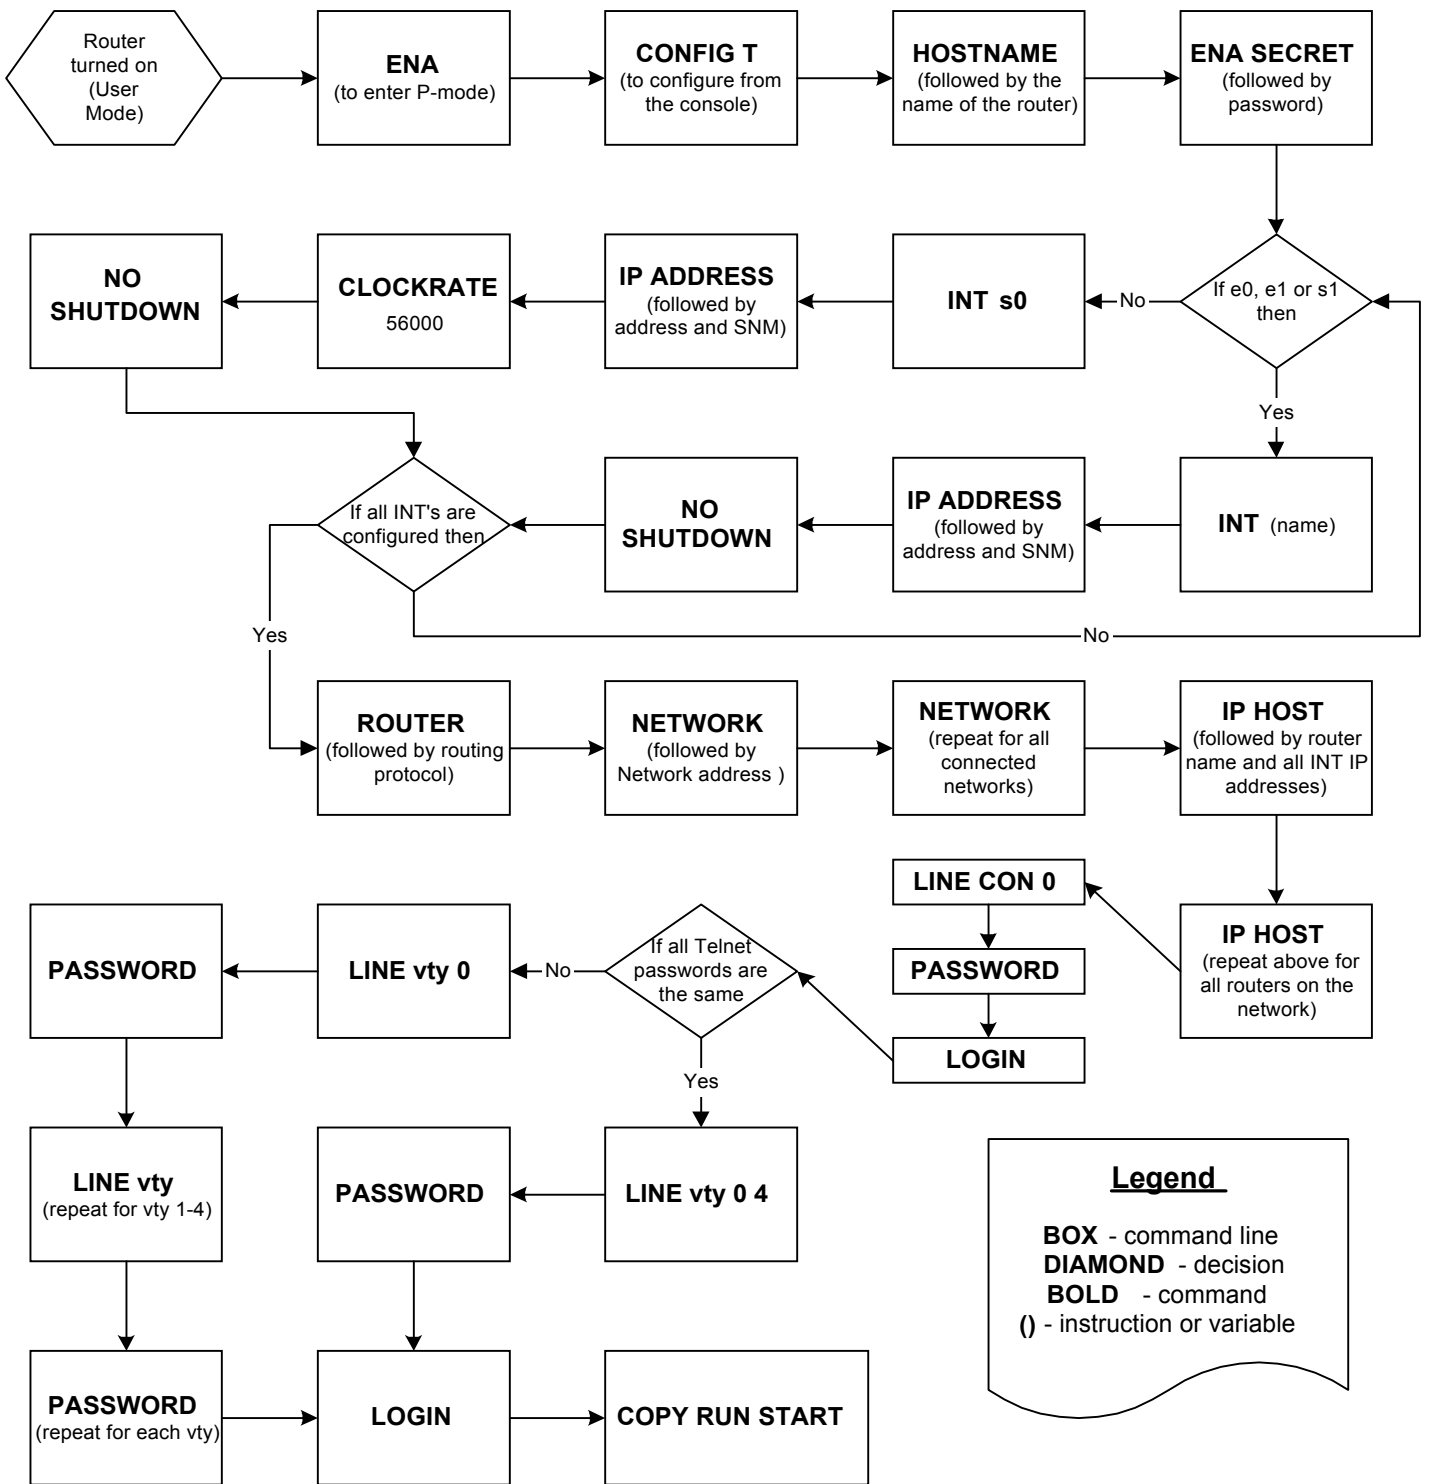 Router
turned on
(User
Mode)
ENA
(to enter P-mode)
CONFIG T
(to configure from
the console)
HOSTNAME
(followed by the
name of the router)
ENA SECRET
(followed by
password)
NO
SHUTDOWN
CLOCKRATE
56000
IP ADDRESS
(followed by
address and SNM)
INT s0
No
If e0, e1 or s1
then
Yes
If all INT's are
configured then
NO
SHUTDOWN
IP ADDRESS
(followed by
address and SNM)
INT (name)
Yes
No
ROUTER
(followed by routing
protocol)
NETWORK
(followed by
Network address )
NETWORK
(repeat for all
connected
networks)
IP HOST
(followed by router
name and all INT IP
addresses)
LINE CON 0
PASSWORD
LOGIN
IP HOST
(repeat above for
all routers on the
network)
PASSWORD
LINE vty 0
No
If all Telnet
passwords are
the same
Yes
LINE vty
(repeat for vty 1-4)
PASSWORD
LINE vty 0 4
PASSWORD
(repeat for each vty)
LOGIN
COPY RUN START
Legend
BOX - command line
DIAMOND - decision
BOLD - command
() - instruction or variable